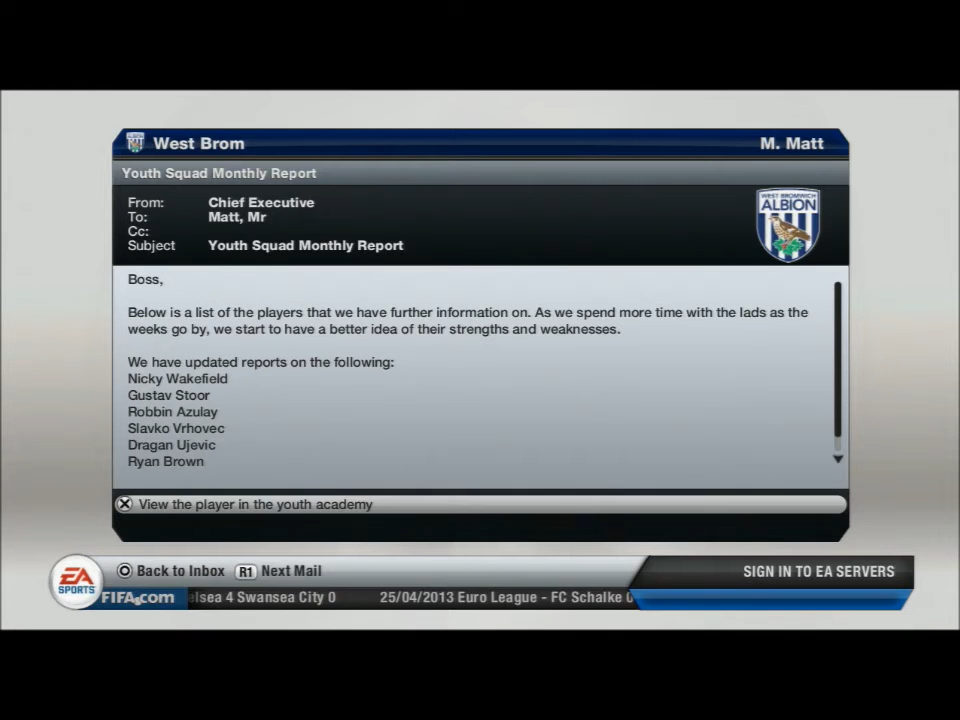 West Brom M. Matt
Youth Squad Monthly Report
From: Chief Executive
To: Matt, Mr
Cc:
Subject Youth Squad Monthly Report
WEST BROMWICH
ALBION
Boss,
Below is a list of the players that we have further information on. As we spend more time with the lads as the
weeks go by, we start to have a better idea of their strengths and weaknesses.
We have updated reports on the following:
Nicky Wakefield
Gustav Stoor
Robbin Azulay
Slavko Vrhovec
Dragan Ujevic
Ryan Brown
View the player in the youth academy
Back to Inbox R1 Next Mail
SIGN IN TO EA SERVERS
EA
SPORTS
FIFA.com elsea 4 Swansea City 0 25/04/2013 Euro League - FC Schalke 0